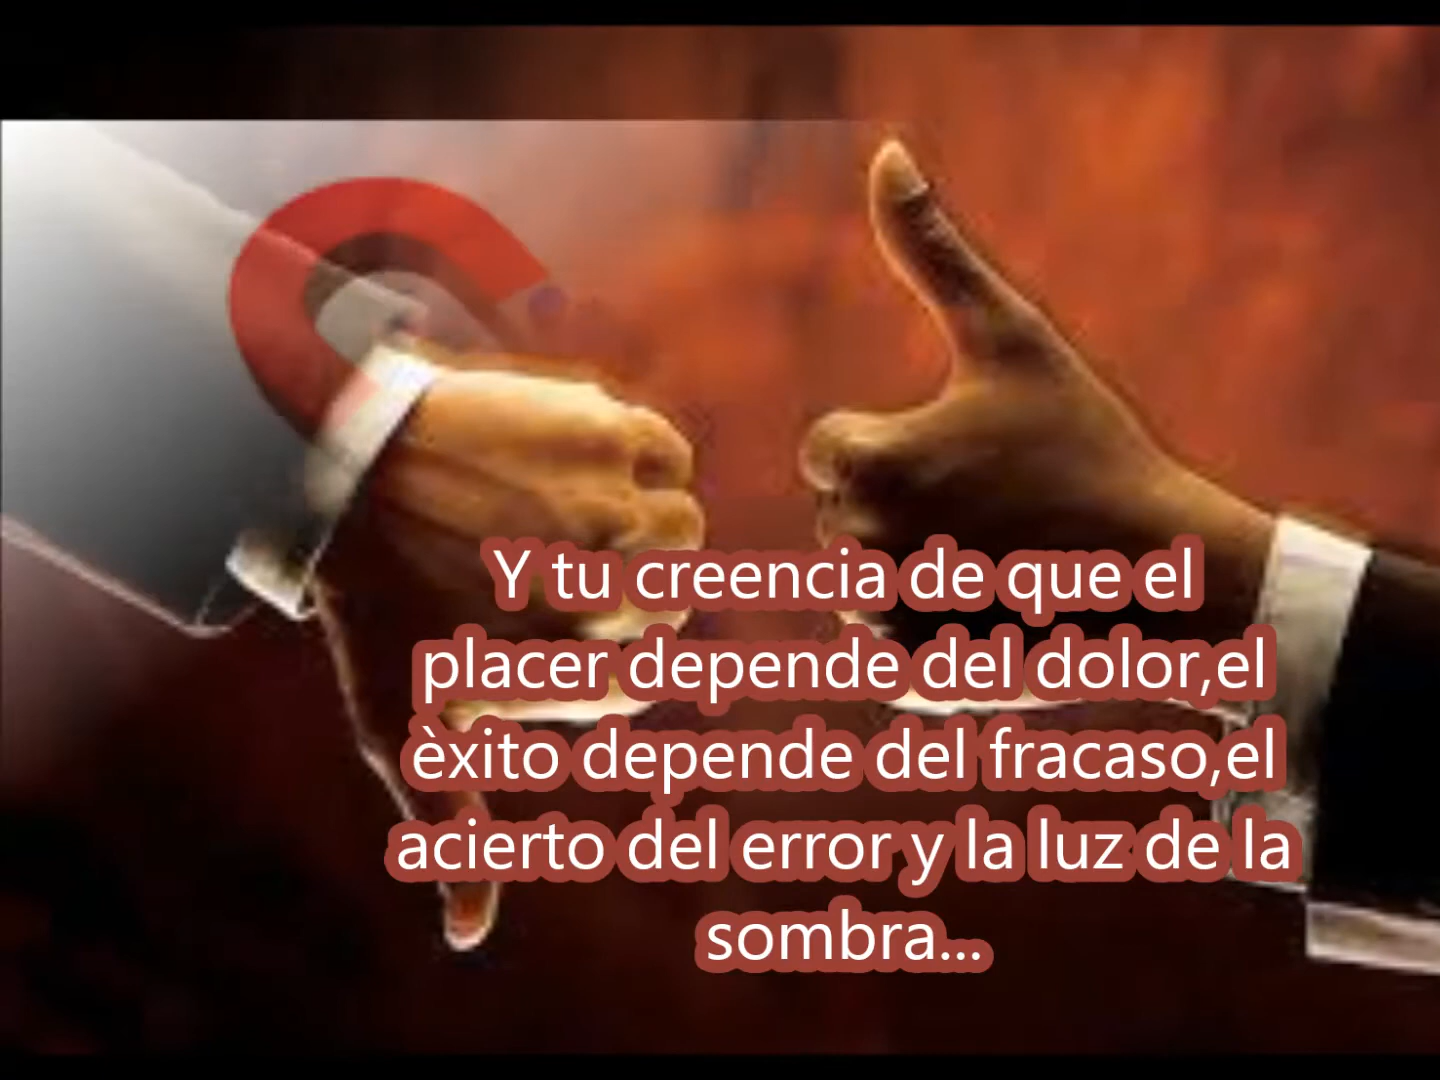 Y tu creencia de que el
placer depende del dolor,el
èxito depende del fracaso,el
acierto del error y la luz de la
sombra...